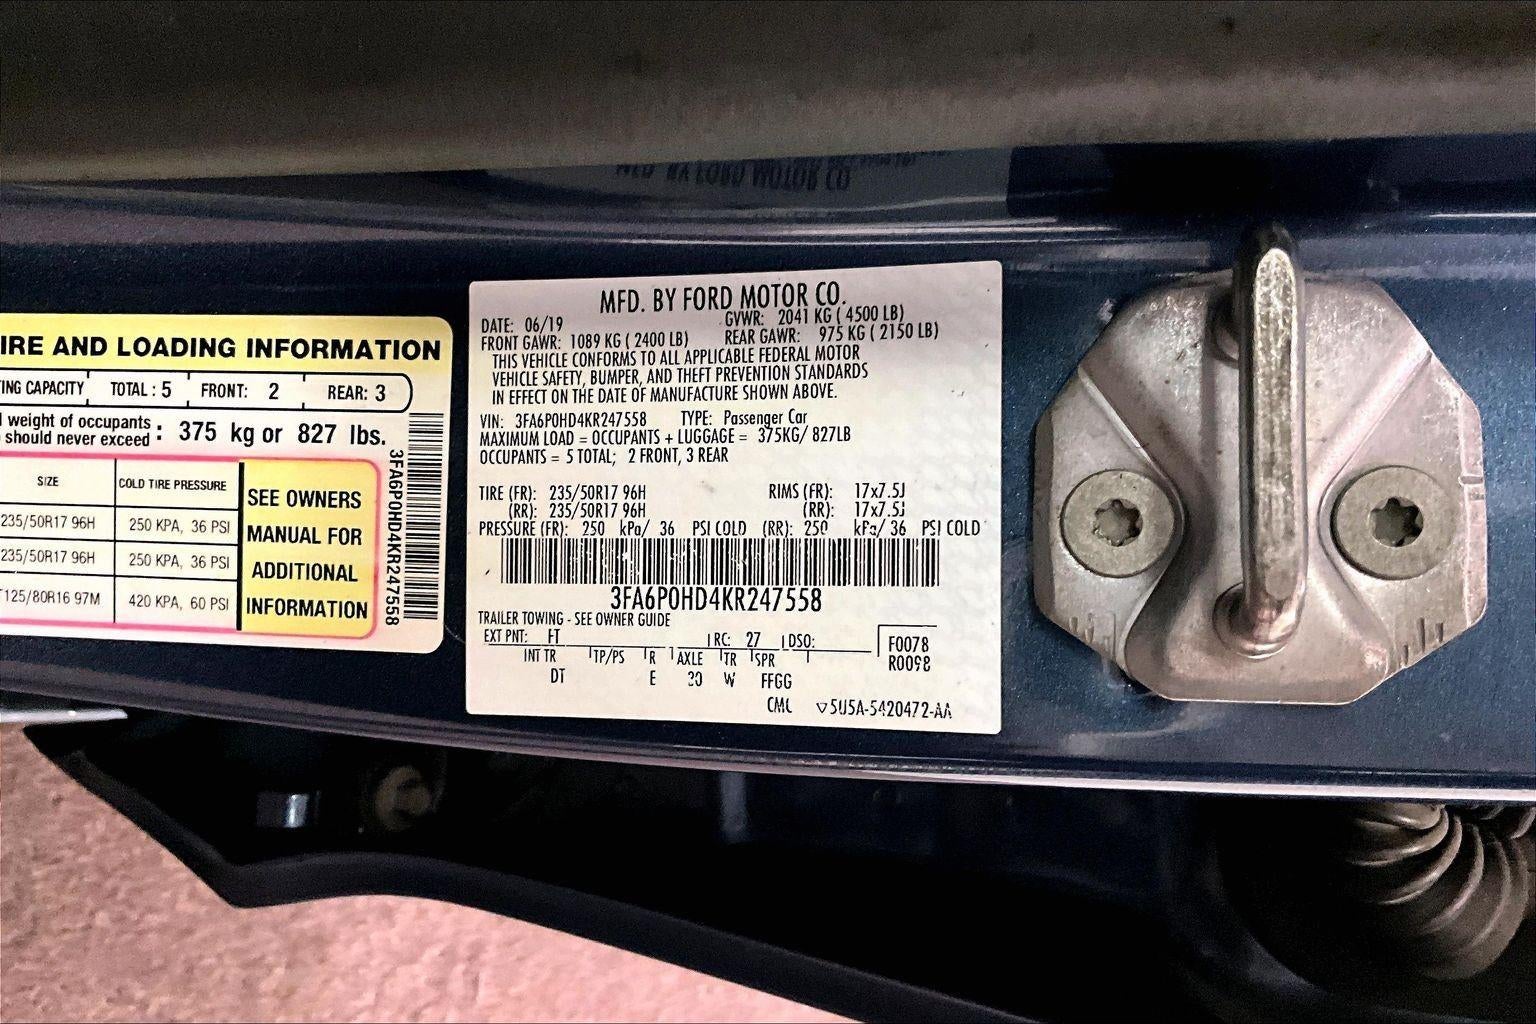 IRE AND LOADING INFORMATION
TING CAPACITY TOTAL : 5 FRONT: 2 REAR: 3
weight of occupants
should never exceed : 375 kg or 827 lbs.
SIZE COLD TIRE PRESSURE
235/50R17 96H 250 KPA, 36 PSI
235/50R17 96H 250 KPA, 36 PSI
T125/80R16 97M 420 KPA, 60 PSI
SEE OWNERS
MANUAL FOR
ADDITIONAL
INFORMATION
3FA6P0HD4KR247558
MFD. BY FORD MOTOR CO.
DATE: 06/19 GVWR: 2041 KG ( 4500 LB)
FRONT GAWR: 1089 KG ( 2400 LB) REAR GAWR: 975 KG ( 2150 LB)
THIS VEHICLE CONFORMS TO ALL APPLICABLE FEDERAL MOTOR
VEHICLE SAFETY, BUMPER, AND THEFT PREVENTION STANDARDS
IN EFFECT ON THE DATE OF MANUFACTURE SHOWN ABOVE.
VIN: 3FA6P0HD4KR247558 TYPE: Passenger Car
MAXIMUM LOAD = OCCUPANTS + LUGGAGE = 375KG/ 827LB
OCCUPANTS = 5 TOTAL; 2 FRONT, 3 REAR
TIRE (FR): 235/50R17 96H RIMS (FR): 17x7.5J
(RR): 235/50R17 96H (RR): 17x7.5J
PRESSURE (FR): 250 kPa/ 36 PSI COLD (RR): 250 kPa/ 36 PSI COLD
3FA6P0HD4KR247558
TRAILER TOWING - SEE OWNER GUIDE
EXT PNT: FT RC: 27 DSO: F0078
INT TR TP/PS R AXLE TR SPR R0098
DT E 30 W FFGG
CML ▽5U5A-5420472-AA